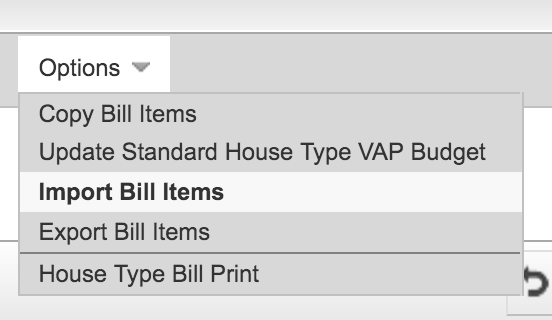 Options
Copy Bill Items
Update Standard House Type VAP Budget
Import Bill Items
Export Bill Items
House Type Bill Print